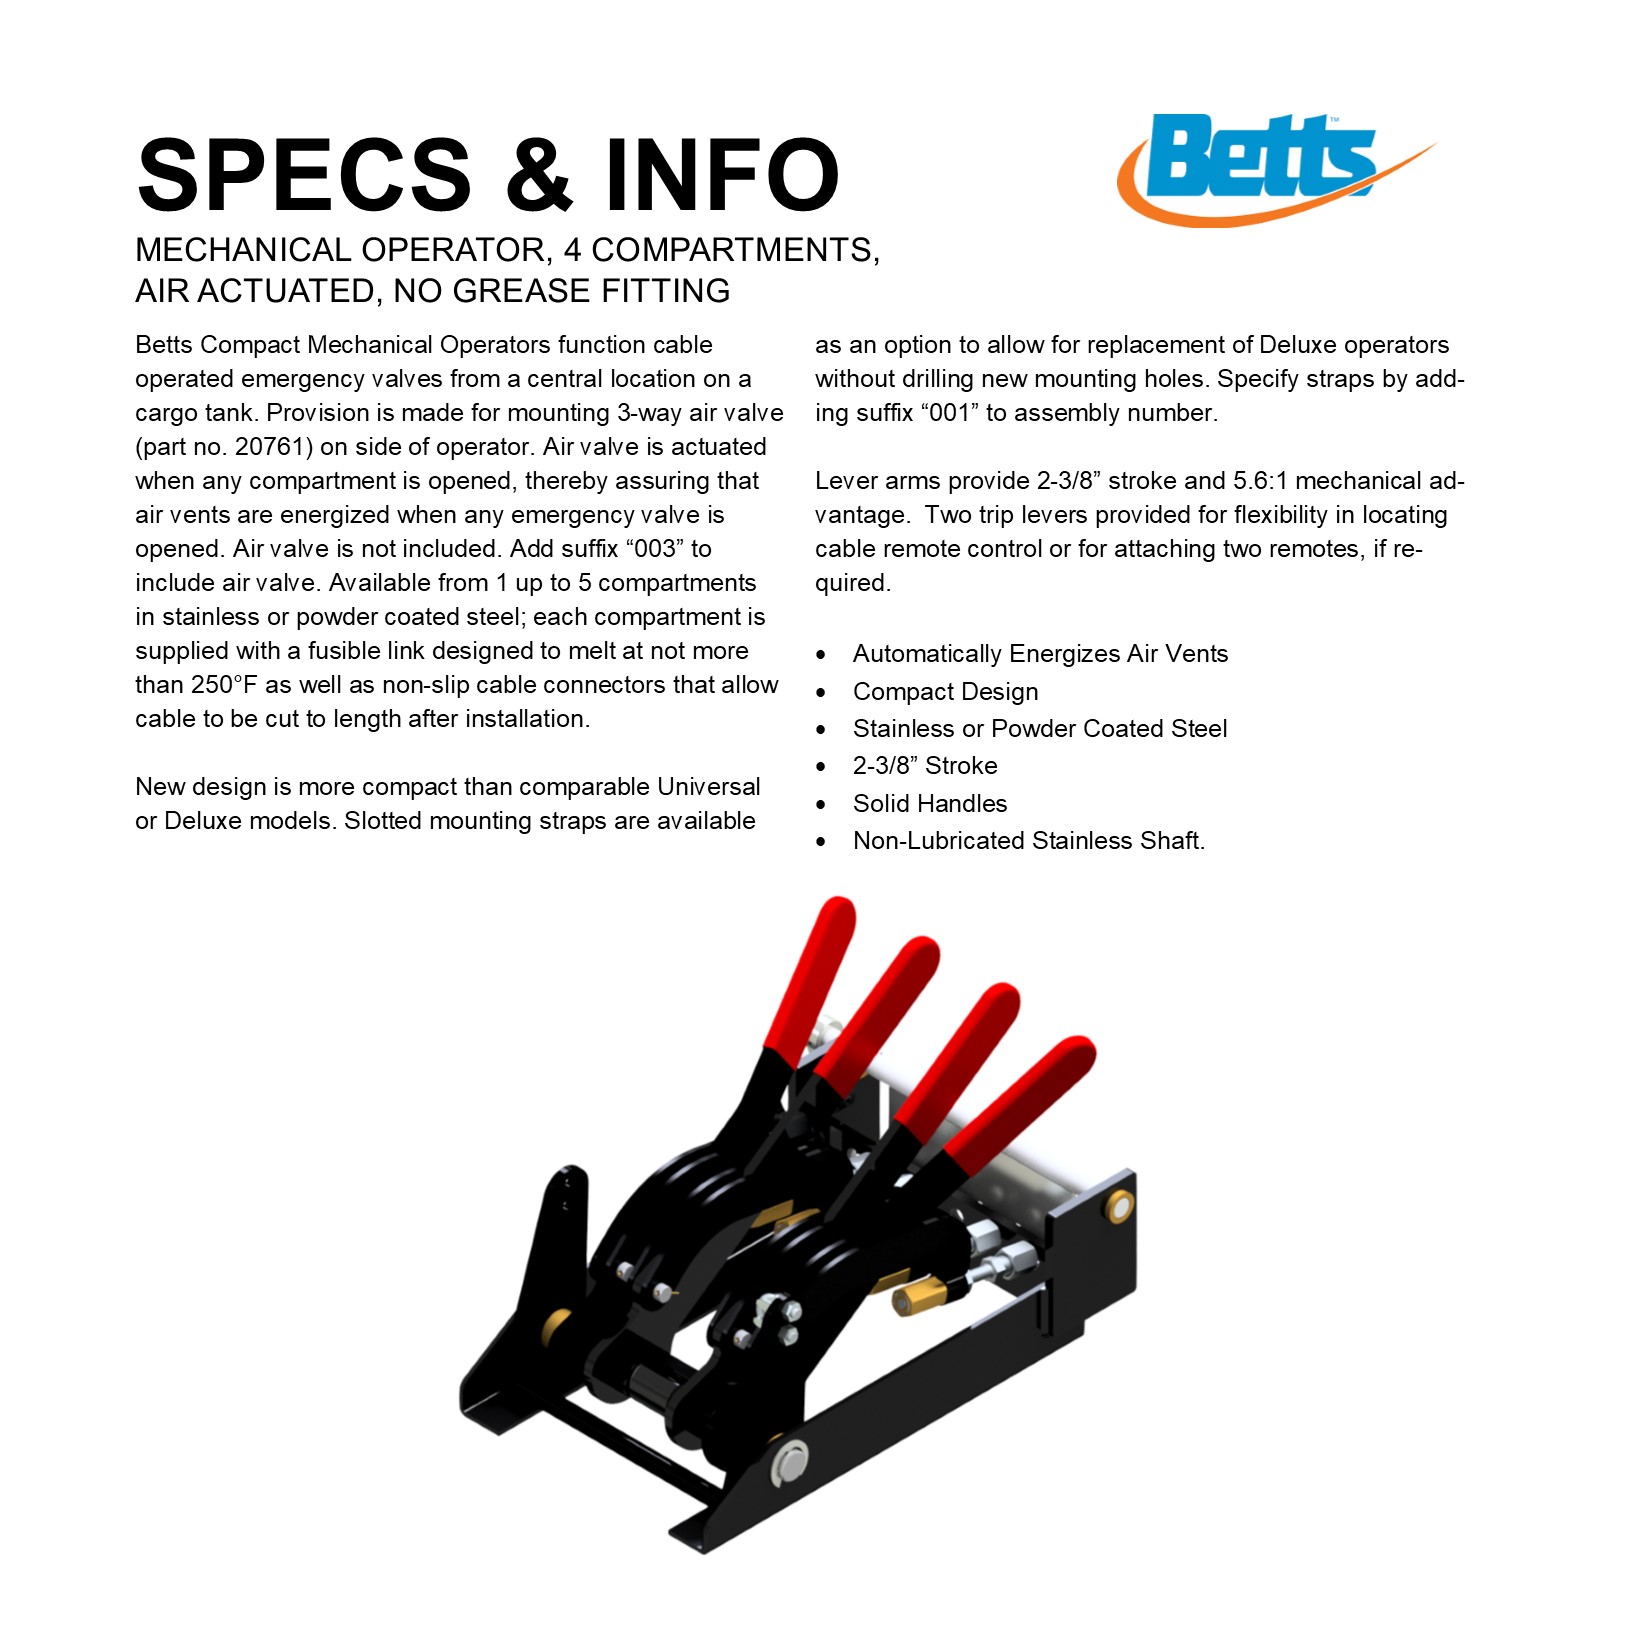 SPECS & INFO
Betts™
MECHANICAL OPERATOR, 4 COMPARTMENTS,
AIR ACTUATED, NO GREASE FITTING
Betts Compact Mechanical Operators function cable
operated emergency valves from a central location on a
cargo tank. Provision is made for mounting 3-way air valve
(part no. 20761) on side of operator. Air valve is actuated
when any compartment is opened, thereby assuring that
air vents are energized when any emergency valve is
opened. Air valve is not included. Add suffix “003” to
include air valve. Available from 1 up to 5 compartments
in stainless or powder coated steel; each compartment is
supplied with a fusible link designed to melt at not more
than 250°F as well as non-slip cable connectors that allow
cable to be cut to length after installation.
New design is more compact than comparable Universal
or Deluxe models. Slotted mounting straps are available
as an option to allow for replacement of Deluxe operators
without drilling new mounting holes. Specify straps by add-
ing suffix “001” to assembly number.
Lever arms provide 2-3/8” stroke and 5.6:1 mechanical ad-
vantage. Two trip levers provided for flexibility in locating
cable remote control or for attaching two remotes, if re-
quired.
• Automatically Energizes Air Vents
• Compact Design
• Stainless or Powder Coated Steel
• 2-3/8” Stroke
• Solid Handles
• Non-Lubricated Stainless Shaft.